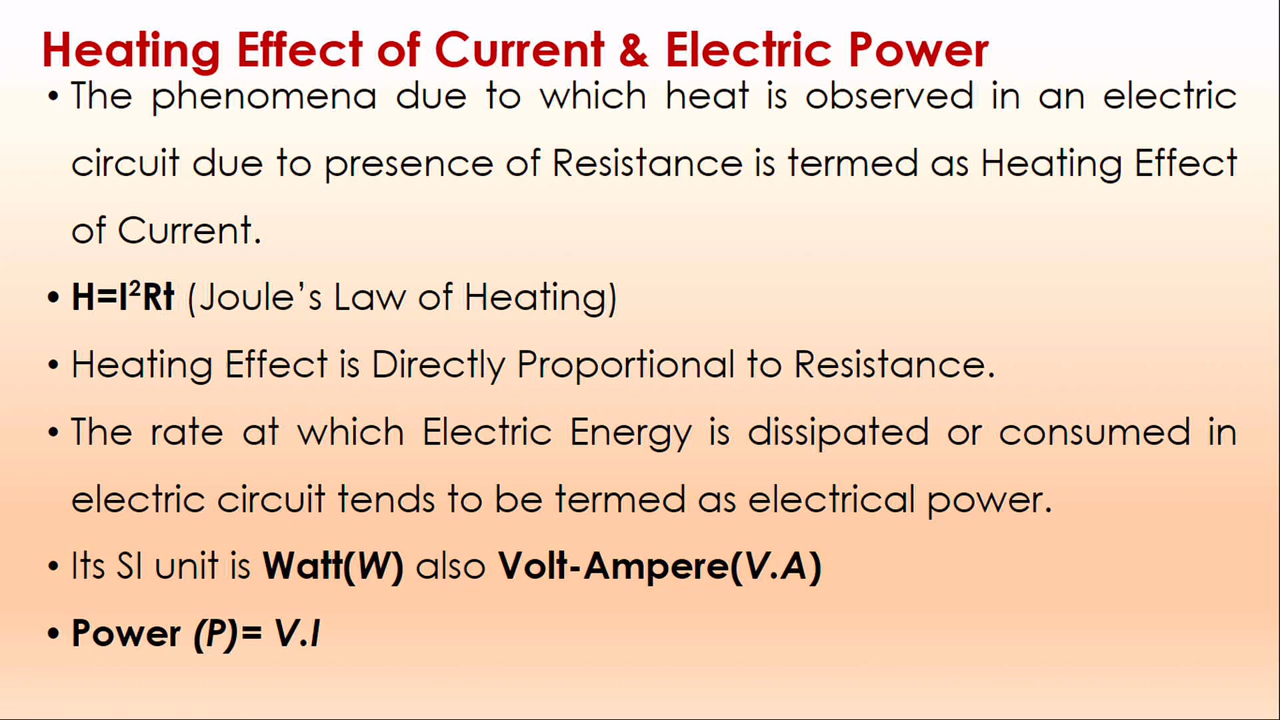 Heating Effect of Current & Electric Power
• The phenomena due to which heat is observed in an electric
circuit due to presence of Resistance is termed as Heating Effect
of Current.
• H=I²Rt (Joule’s Law of Heating)
• Heating Effect is Directly Proportional to Resistance.
• The rate at which Electric Energy is dissipated or consumed in
electric circuit tends to be termed as electrical power.
• Its SI unit is Watt(W) also Volt-Ampere(V.A)
• Power (P)= V.I